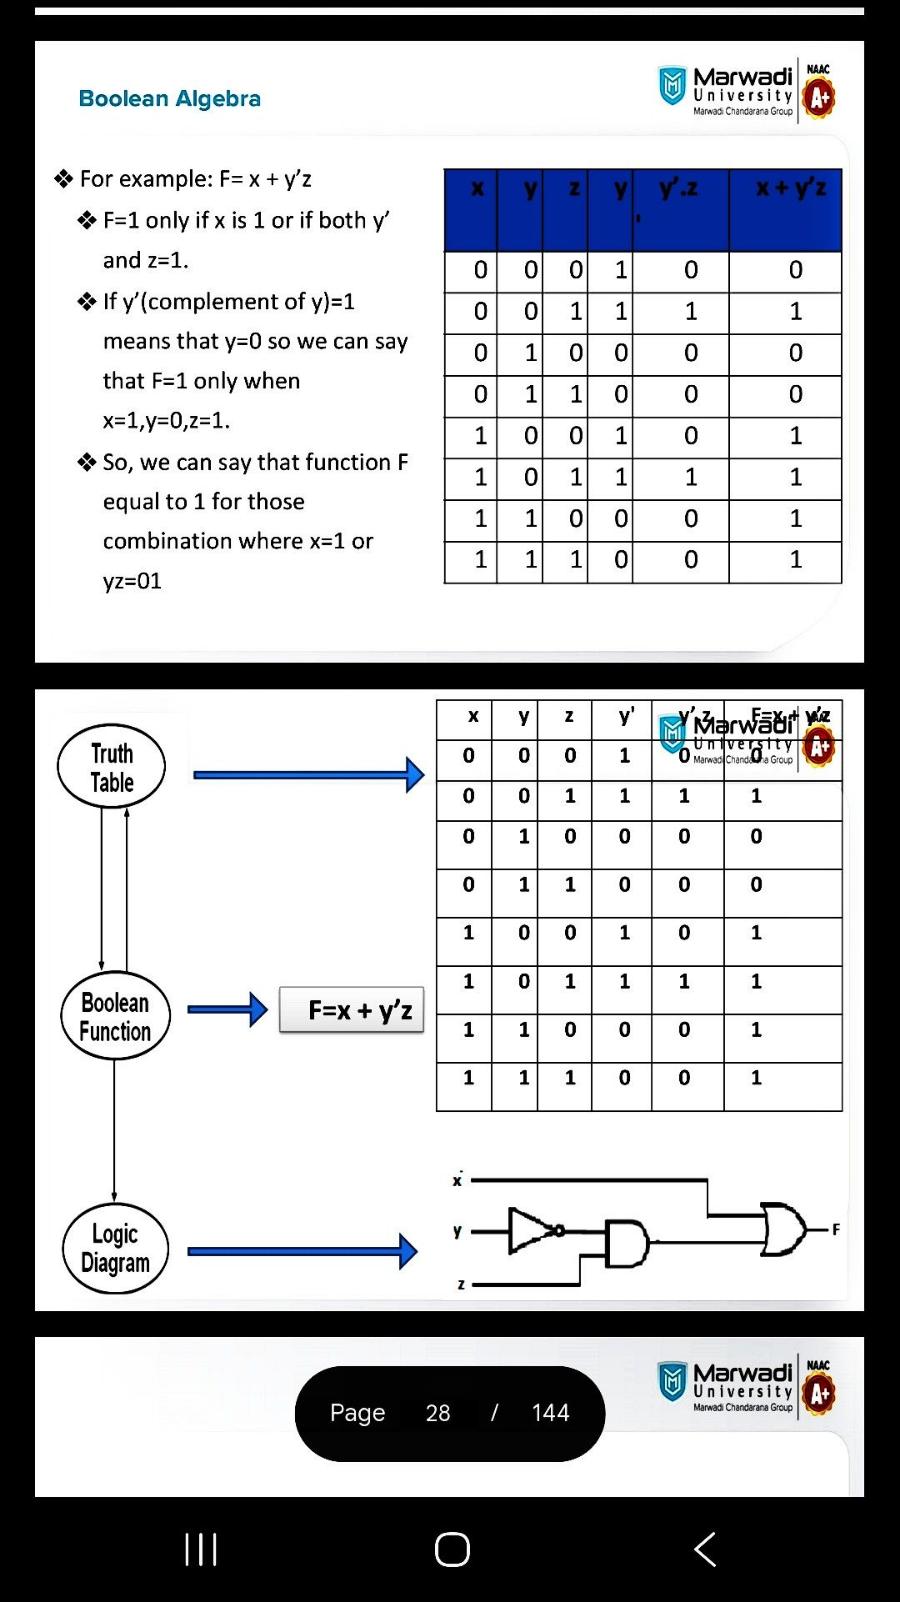 Boolean Algebra
Marwadi
University
Marwadi Chandarana Group
NAAC
A+
❖ For example: F= x + y’z
❖ F=1 only if x is 1 or if both y’
and z=1.
❖ If y’(complement of y)=1
means that y=0 so we can say
that F=1 only when
x=1,y=0,z=1.
❖ So, we can say that function F
equal to 1 for those
combination where x=1 or
yz=01
x y z y' y’.z x + y’z
0 0 0 1 0 0
0 0 1 1 1 1
0 1 0 0 0 0
0 1 1 0 0 0
1 0 0 1 0 1
1 0 1 1 1 1
1 1 0 0 0 1
1 1 1 0 0 1
Truth
Table
x y z y' y’.z F=x + y’z
Marwadi
University
Marwadi Chandarana Group
NAAC
A+
0 0 0 1 0 0
0 0 1 1 1 1
0 1 0 0 0 0
0 1 1 0 0 0
1 0 0 1 0 1
1 0 1 1 1 1
1 1 0 0 0 1
1 1 1 0 0 1
Boolean
Function
F=x + y’z
Logic
Diagram
x
y
z
F
Marwadi
University
Marwadi Chandarana Group
NAAC
A+
Page 28 / 144